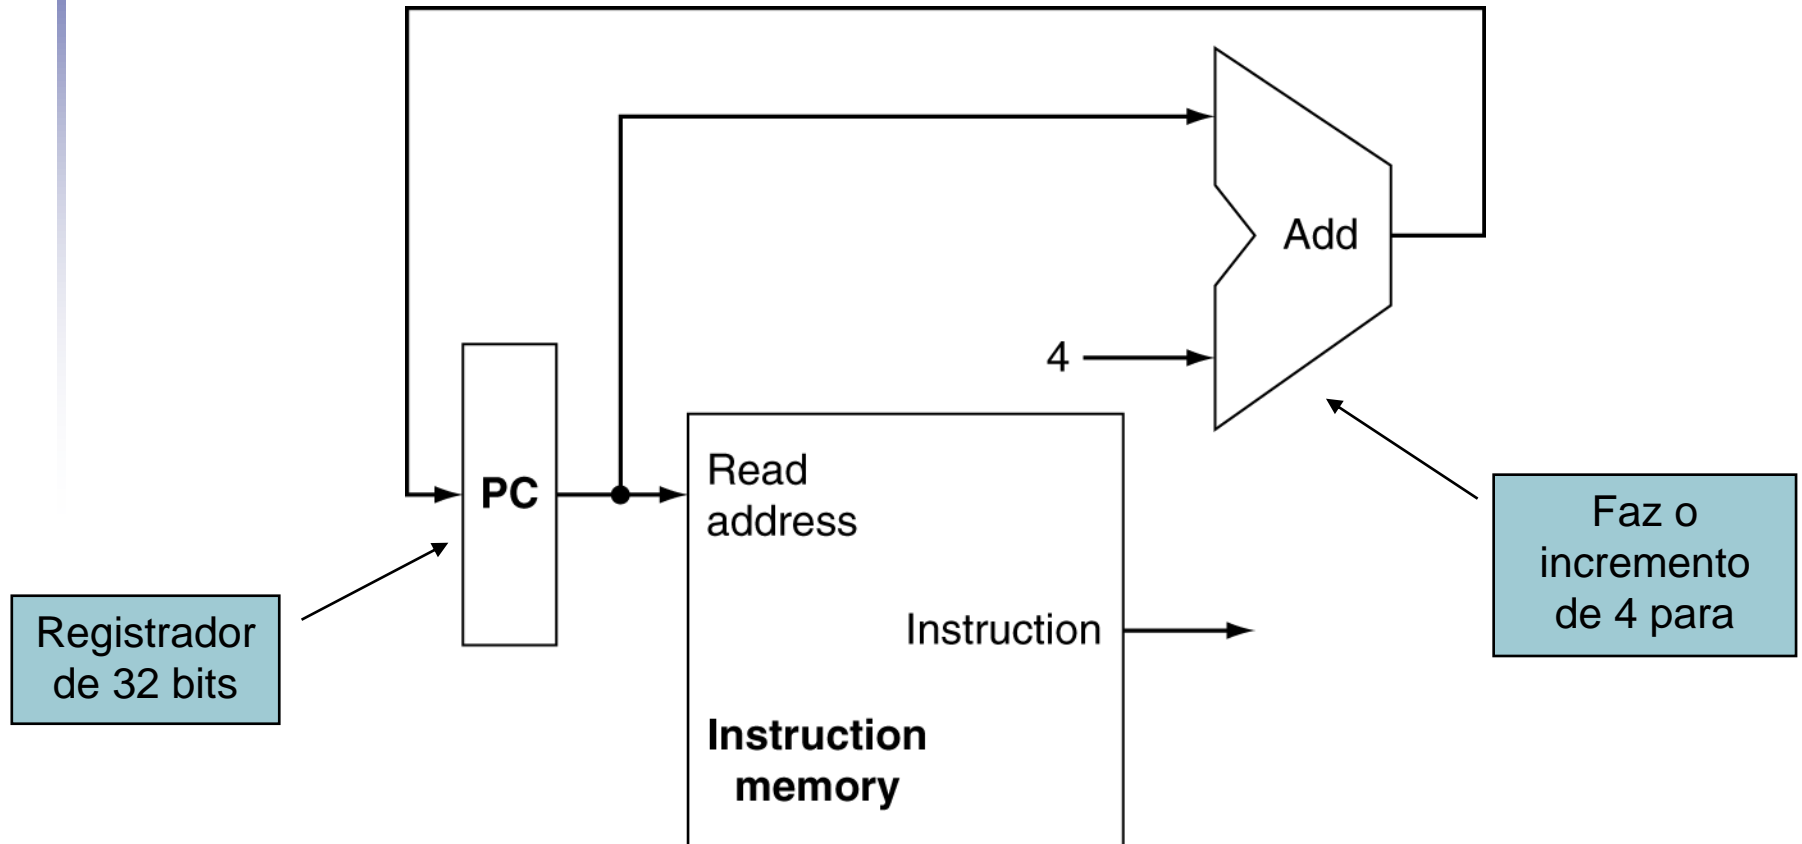 Add
4
PC
Read
address
Instruction
Instruction
memory
Registrador
de 32 bits
Faz o
incremento
de 4 para